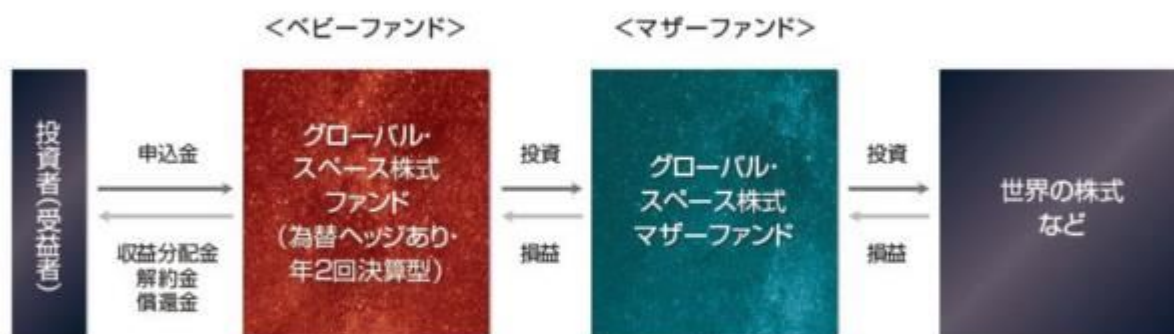 <ベビーファンド>
<マザーファンド>
投資者(受益者)
申込金
収益分配金
解約金
償還金
グローバル・
スペース株式
ファンド
(為替ヘッジあり・
年2回決算型)
投資
損益
グローバル・
スペース株式
マザーファンド
投資
損益
世界の株式
など